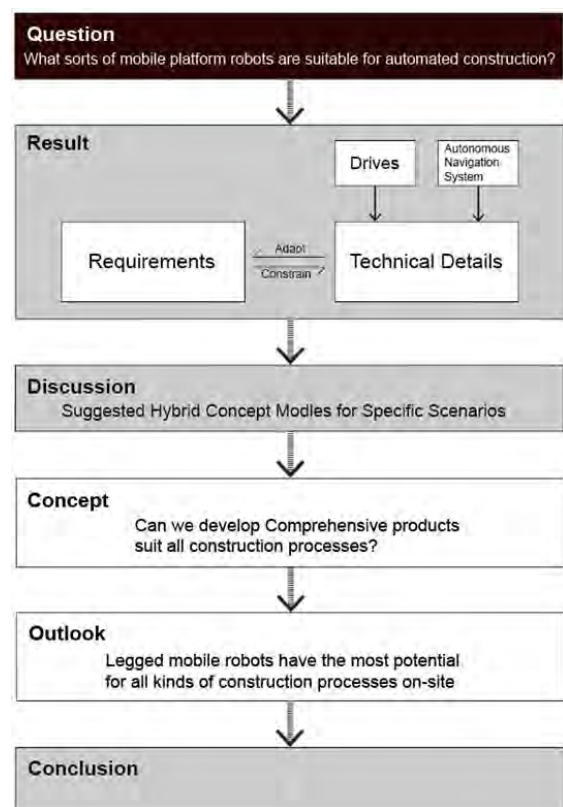 Question
What sorts of mobile platform robots are suitable for automated construction?
Result
Drives
Autonomous
Navigation
System
Requirements
Adapt
Constrain
Technical Details
Discussion
Suggested Hybrid Concept Modles for Specific Scenarios
Concept
Can we develop Comprehensive products
suit all construction processes?
Outlook
Legged mobile robots have the most potential
for all kinds of construction processes on-site
Conclusion